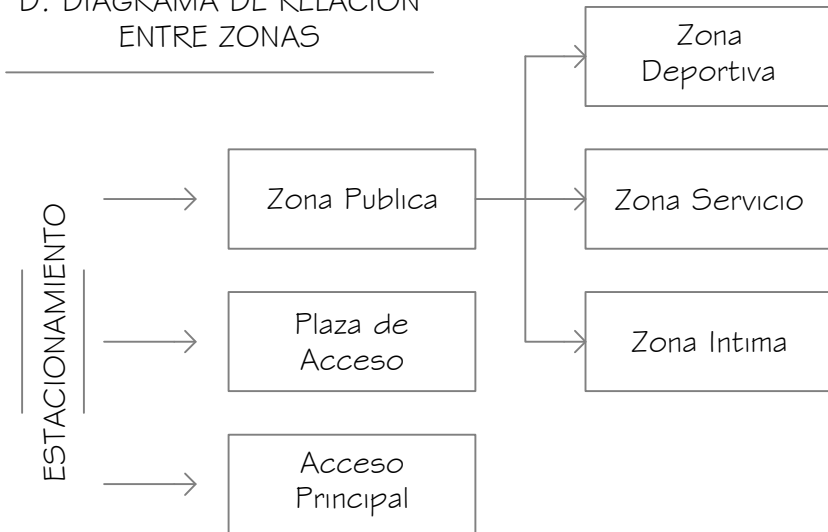 D. DIAGRAMA DE RELACION
ENTRE ZONAS
Zona
Deportiva
Zona Publica
Zona Servicio
ESTACIONAMIENTO
Plaza de
Acceso
Zona Intima
Acceso
Principal